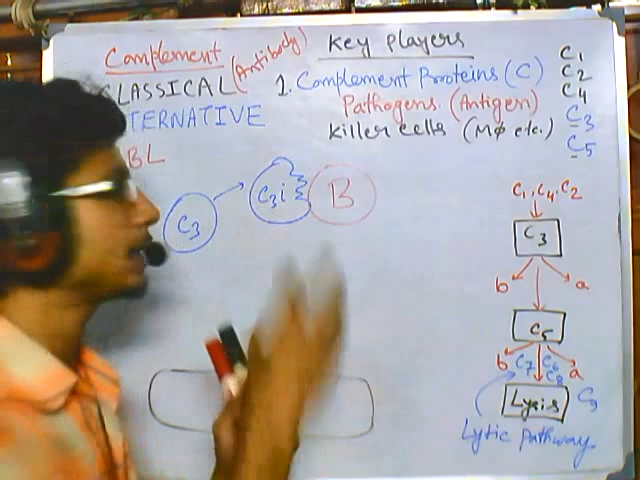 Complement
CLASSICAL (Antibody)
TERNATIVE
BL
Key players
1. Complement Proteins (C)
Pathogens (Antigen)
Killer cells (MΦ etc.)
C1
C2
C4
C3
C5
C3
C3i
B
C1, C4, C2
C3
b
a
C5
b
C7
C6
C8
a
Lysis
C9
Lytic pathway